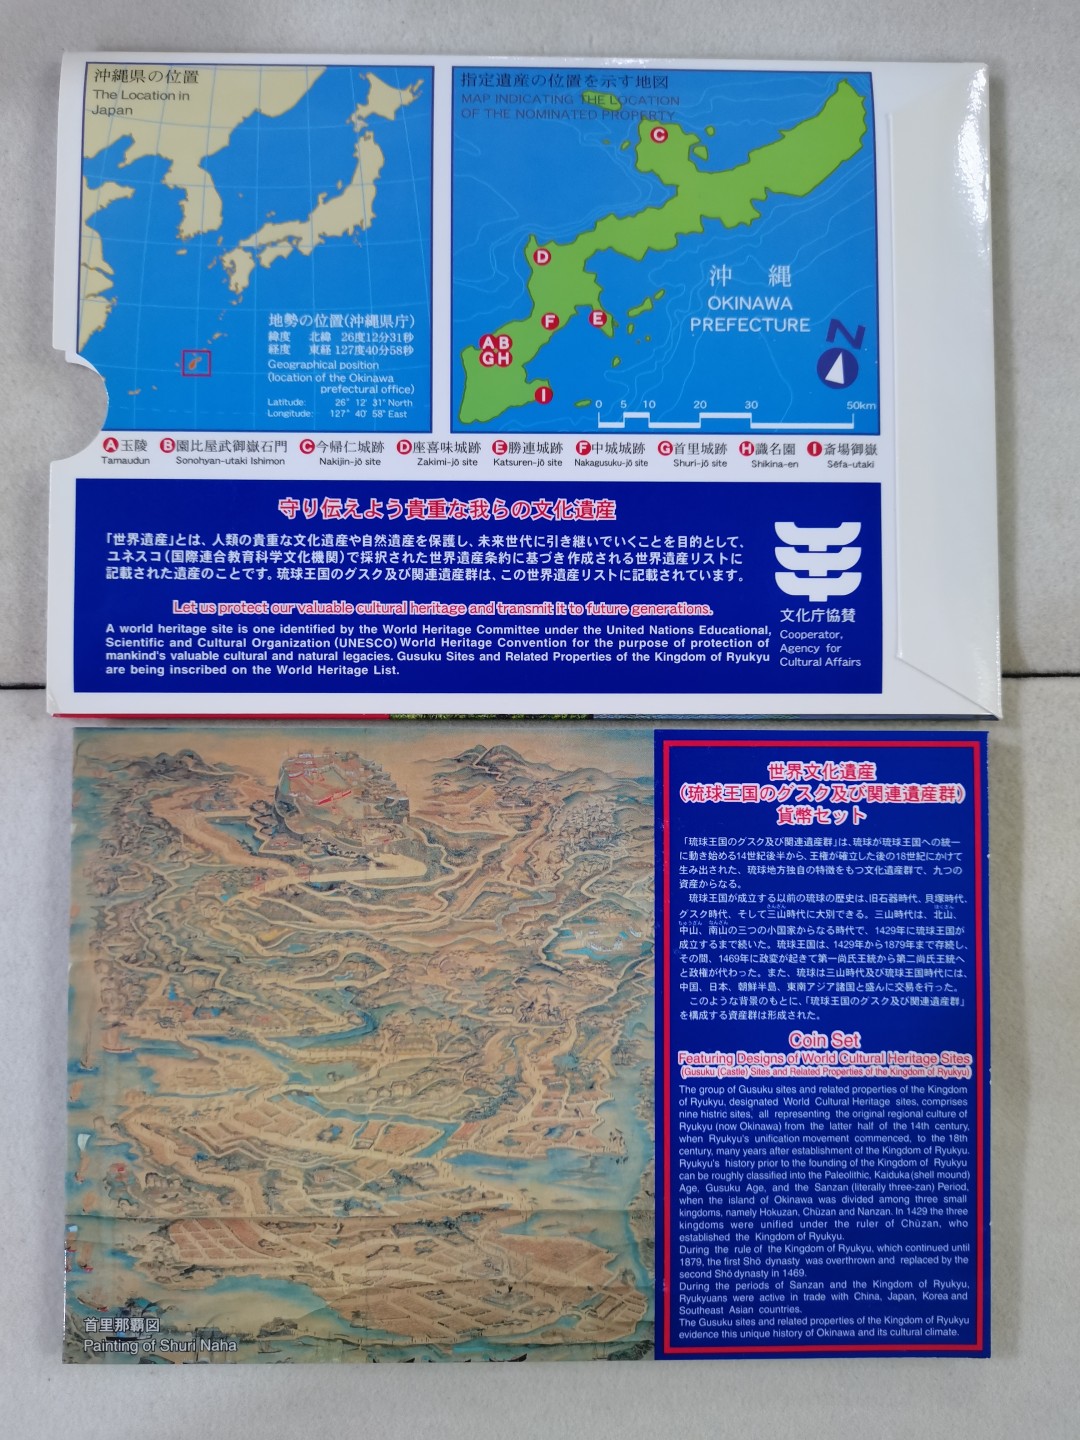 沖縄県の位置
The Location in
Japan
地勢の位置(沖縄県庁)
緯度 北緯 26度12分31秒
経度 東経 127度40分58秒
Geographical position
(location of the Okinawa
prefectural office)
Latitude: 26° 12' 31" North
Longitude: 127° 40' 58" East
指定遺産の位置を示す地図
MAP INDICATING THE LOCATION
OF THE NOMINATED PROPERTY
C
D
F
E
A B
G H
I
沖縄
OKINAWA
PREFECTURE
N
0 5 10 20 30 50km
A玉陵 B園比屋武御嶽石門 C今帰仁城跡 D座喜味城跡 E勝連城跡 F中城城跡 G首里城跡 H識名園 I斎場御嶽
Tamaudun Sonohyan-utaki Ishimon Nakijin-jō site Zakimi-jō site Katsuren-jō site Nakagusuku-jō site Shuri-jō site Shikina-en Sēfa-utaki
守り伝えよう貴重な我らの文化遺産
「世界遺産」とは、人類の貴重な文化遺産や自然遺産を保護し、未来世代に引き継いでいくことを目的として、
ユネスコ(国際連合教育科学文化機関)で採択された世界遺産条約に基づき作成される世界遺産リストに
記載された遺産のことです。琉球王国のグスク及び関連遺産群は、この世界遺産リストに記載されています。
Let us protect our valuable cultural heritage and transmit it to future generations.
A world heritage site is one identified by the World Heritage Committee under the United Nations Educational,
Scientific and Cultural Organization (UNESCO) World Heritage Convention for the purpose of protection of
mankind's valuable cultural and natural legacies. Gusuku Sites and Related Properties of the Kingdom of Ryukyu
are being inscribed on the World Heritage List.
文化庁協賛
Cooperator,
Agency for
Cultural Affairs
首里那覇図
Painting of Shuri Naha
世界文化遺産
(琉球王国のグスク及び関連遺産群)
貨幣セット
「琉球王国のグスク及び関連遺産群」は、琉球が琉球王国への統一
に動き始める14世紀後半から、王権が確立した後の18世紀にかけて
生み出された、琉球地方独自の特徴をもつ文化遺産群で、九つの
資産からなる。
琉球王国が成立する以前の琉球の歴史は、旧石器時代、貝塚時代、
グスク時代、そして三山時代に大別できる。三山時代は、北山、
中山、南山の三つの小国家からなる時代で、1429年に琉球王国が
成立するまで続いた。琉球王国は、1429年から1879年まで存続し、
その間、1469年に政変が起きて第一尚氏王統から第二尚氏王統へ
と政権が代わった。また、琉球は三山時代及び琉球王国時代には、
中国、日本、朝鮮半島、東南アジア諸国と盛んに交易を行った。
このような背景のもとに、「琉球王国のグスク及び関連遺産群」
を構成する資産群は形成された。
Coin Set
Featuring Designs of World Cultural Heritage Sites
(Gusuku (Castle) Sites and Related Properties of the Kingdom of Ryukyu)
The group of Gusuku sites and related properties of the Kingdom
of Ryukyu, designated World Cultural Heritage sites, comprises
nine histric sites, all representing the original regional culture of
Ryukyu (now Okinawa) from the latter half of the 14th century,
when Ryukyu's unification movement commenced, to the 18th
century, many years after establishment of the Kingdom of Ryukyu.
Ryukyu's history prior to the founding of the Kingdom of Ryukyu
can be roughly classified into the Paleolithic, Kaiduka (shell mound)
Age, Gusuku Age, and the Sanzan (literally three-zan) Period,
when the island of Okinawa was divided among three small
kingdoms, namely Hokuzan, Chūzan and Nanzan. In 1429 the three
kingdoms were unified under the ruler of Chūzan, who
established the Kingdom of Ryukyu.
During the rule of the Kingdom of Ryukyu, which continued until
1879, the first Shō dynasty was overthrown and replaced by the
second Shō dynasty in 1469.
During the periods of Sanzan and the Kingdom of Ryukyu,
Ryukyuans were active in trade with China, Japan, Korea and
Southeast Asian countries.
The Gusuku sites and related properties of the Kingdom of Ryukyu
evidence this unique history of Okinawa and its cultural climate.